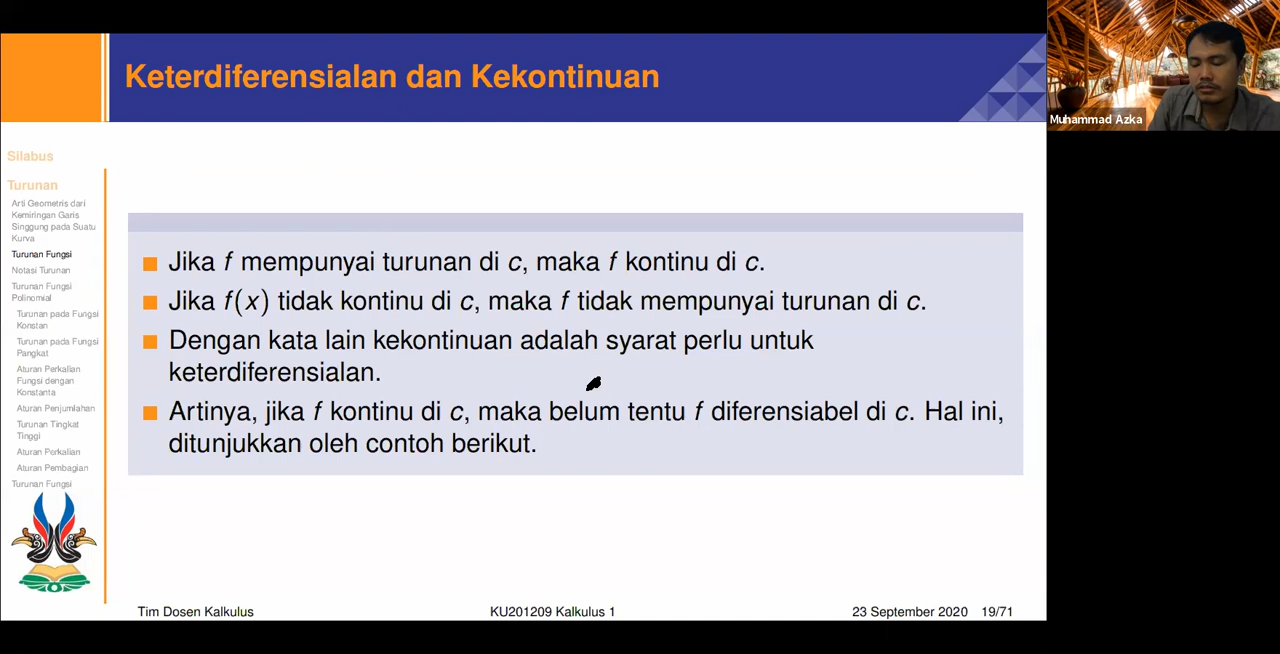 Keterdiferensialan dan Kekontinuan
Muhammad Azka
Silabus
Turunan
Arti Geometris dari
Kemiringan Garis
Singgung pada Suatu
Kurva
Turunan Fungsi
Notasi Turunan
Turunan Fungsi
Polinomial
Turunan pada Fungsi
Konstan
Turunan pada Fungsi
Pangkat
Aturan Perkalian
Fungsi dengan
Konstanta
Aturan Penjumlahan
Turunan Tingkat
Tinggi
Aturan Perkalian
Aturan Pembagian
Turunan Fungsi
Jika f mempunyai turunan di c, maka f kontinu di c.
Jika f(x) tidak kontinu di c, maka f tidak mempunyai turunan di c.
Dengan kata lain kekontinuan adalah syarat perlu untuk
keterdiferensialan.
Artinya, jika f kontinu di c, maka belum tentu f diferensiabel di c. Hal ini,
ditunjukkan oleh contoh berikut.
Tim Dosen Kalkulus KU201209 Kalkulus 1 23 September 2020 19/71